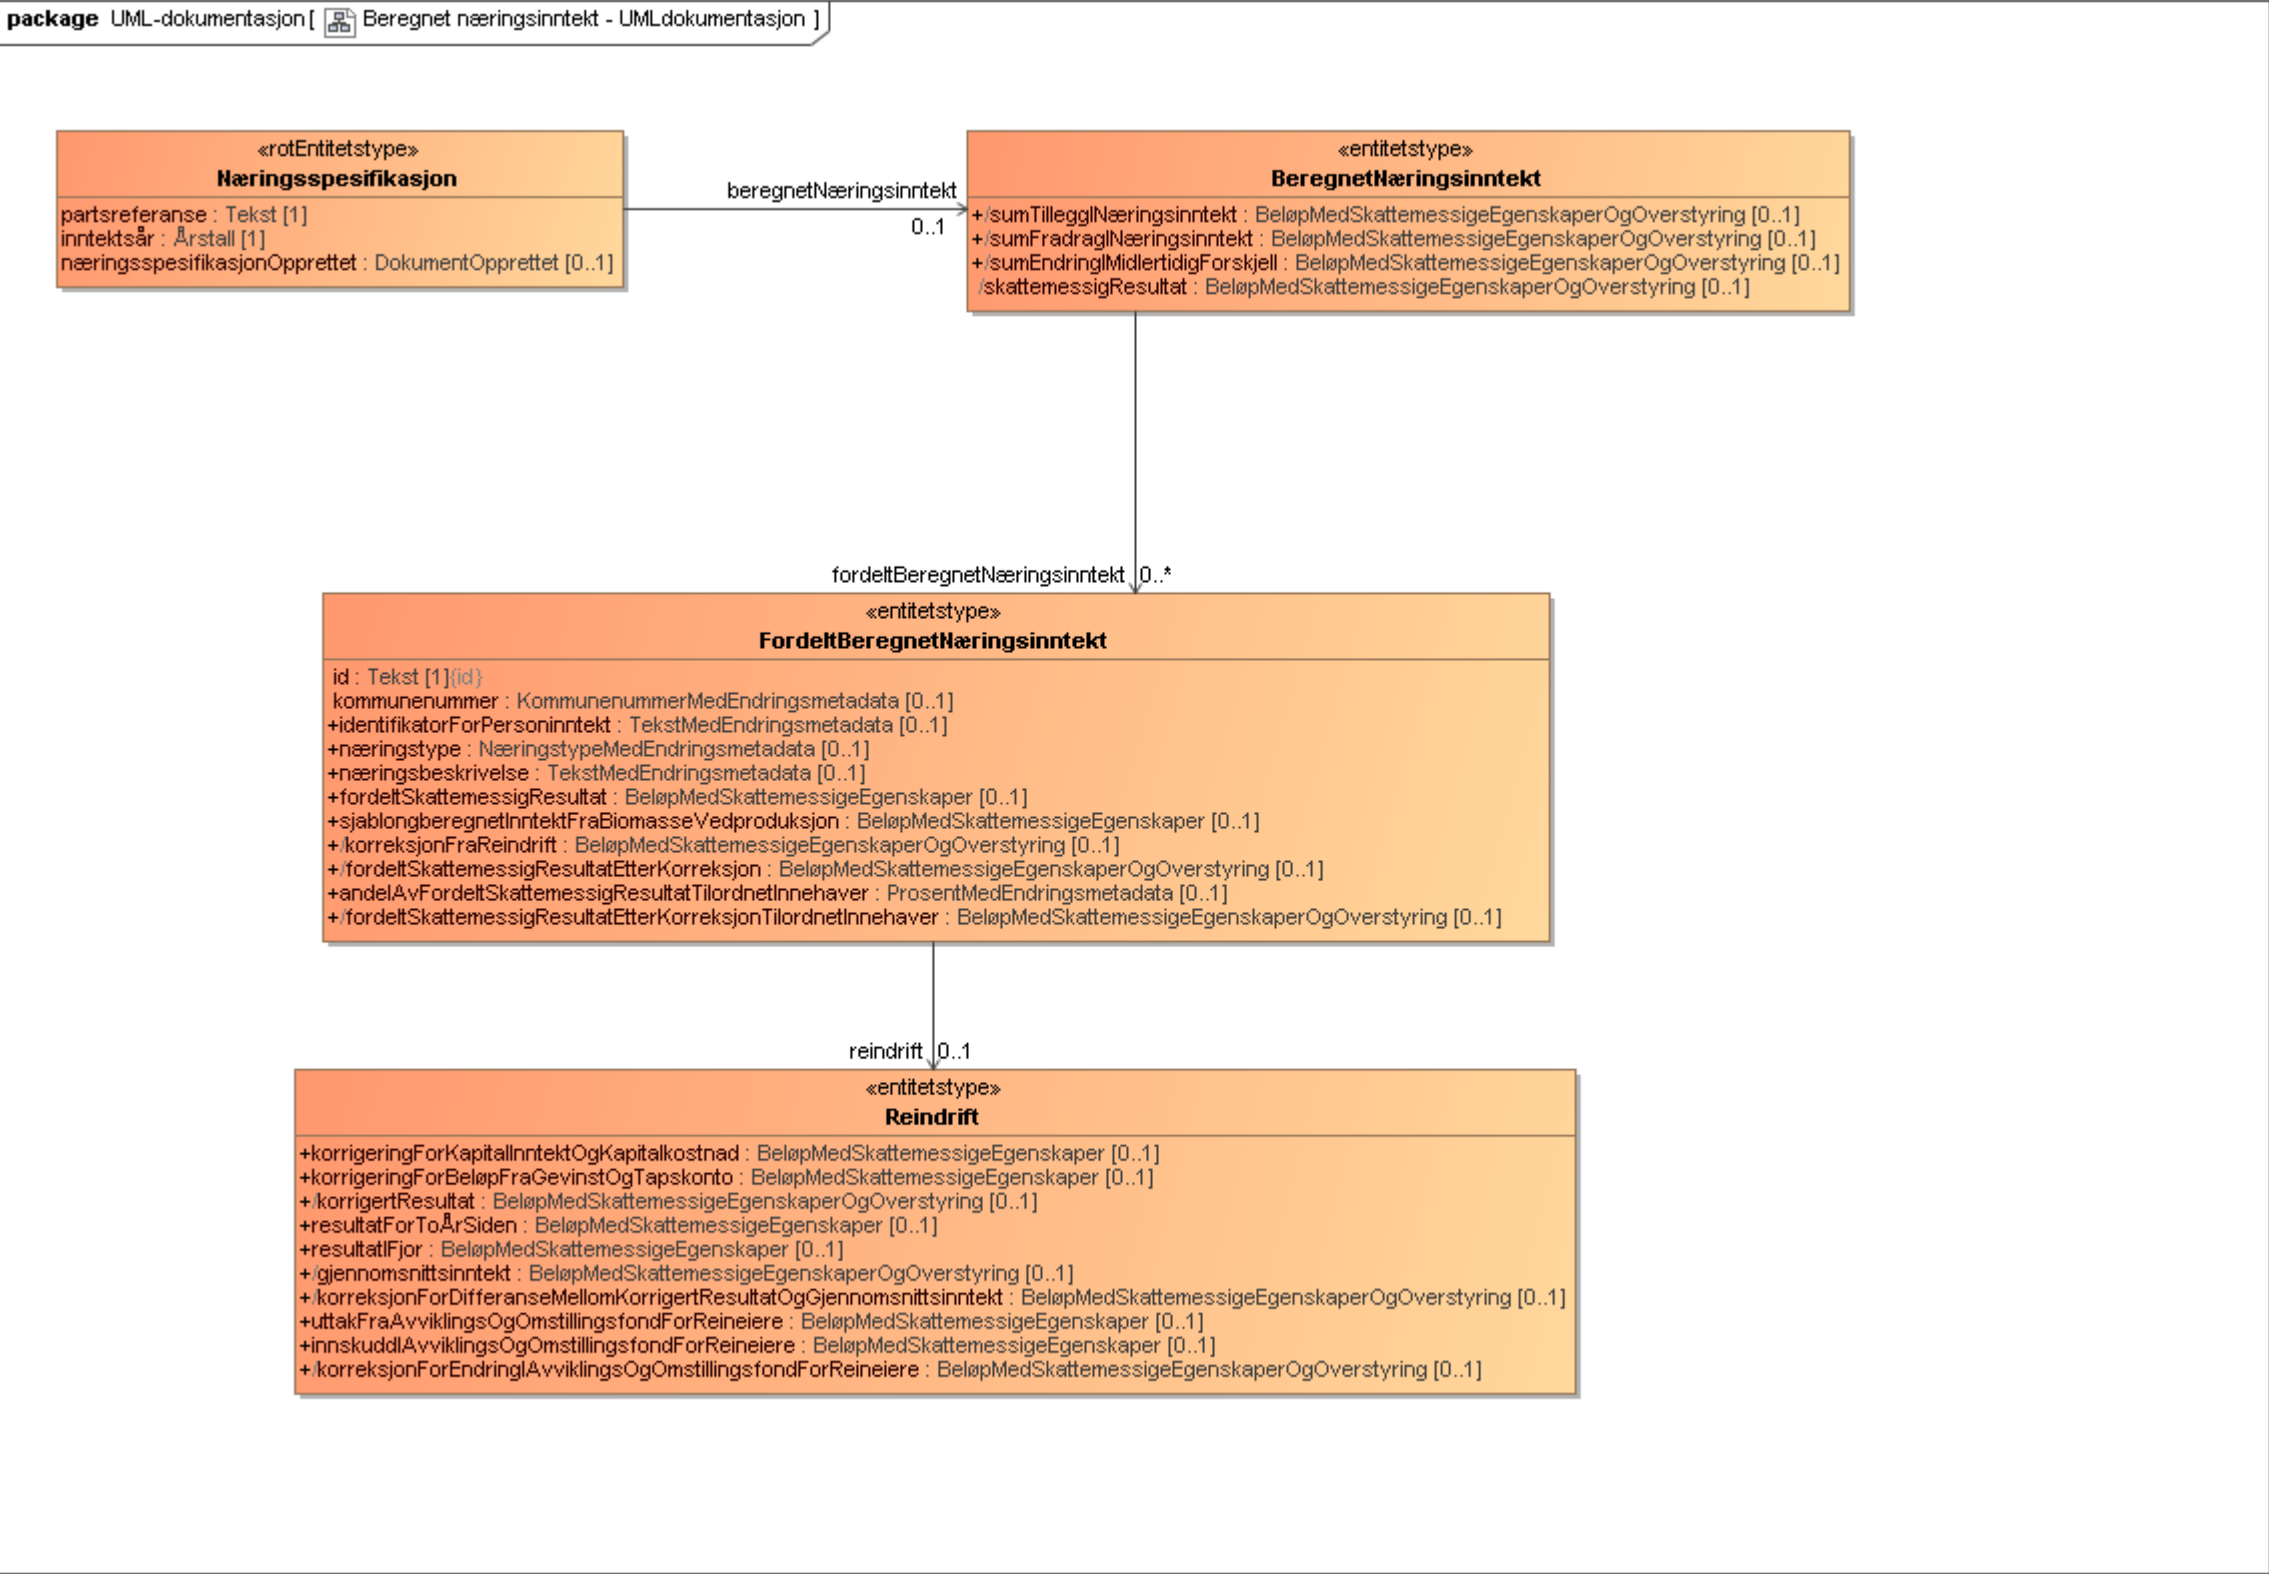 package UML-dokumentasjon[ Beregnet næringsinntekt - UMLdokumentasjon ]
«rotEntitetstype»
Næringsspesifikasjon
partsreferanse : Tekst [1]
inntektsår : Årstall [1]
næringsspesifikasjonOpprettet : DokumentOpprettet [0..1]
beregnetNæringsinntekt
0..1
«entitetstype»
BeregnetNæringsinntekt
+/sumTilleggINæringsinntekt : BeløpMedSkattemessigeEgenskaperOgOverstyring [0..1]
+/sumFradragINæringsinntekt : BeløpMedSkattemessigeEgenskaperOgOverstyring [0..1]
+/sumEndringIMidlertidigForskjell : BeløpMedSkattemessigeEgenskaperOgOverstyring [0..1]
/skattemessigResultat : BeløpMedSkattemessigeEgenskaperOgOverstyring [0..1]
fordeltBeregnetNæringsinntekt 0..*
«entitetstype»
FordeltBeregnetNæringsinntekt
id : Tekst [1]{id}
kommunenummer : KommunenummerMedEndringsmetadata [0..1]
+identifikatorForPersoninntekt : TekstMedEndringsmetadata [0..1]
+næringstype : NæringstypeMedEndringsmetadata [0..1]
+næringsbeskrivelse : TekstMedEndringsmetadata [0..1]
+fordeltSkattemessigResultat : BeløpMedSkattemessigeEgenskaper [0..1]
+sjablongberegnetInntektFraBiomasseVedproduksjon : BeløpMedSkattemessigeEgenskaper [0..1]
+/korreksjonFraReindrift : BeløpMedSkattemessigeEgenskaperOgOverstyring [0..1]
+/fordeltSkattemessigResultatEtterKorreksjon : BeløpMedSkattemessigeEgenskaperOgOverstyring [0..1]
+andelAvFordeltSkattemessigResultatTilordnetInnehaver : ProsentMedEndringsmetadata [0..1]
+/fordeltSkattemessigResultatEtterKorreksjonTilordnetInnehaver : BeløpMedSkattemessigeEgenskaperOgOverstyring [0..1]
reindrift 0..1
«entitetstype»
Reindrift
+korrigeringForKapitalInntektOgKapitalkostnad : BeløpMedSkattemessigeEgenskaper [0..1]
+korrigeringForBeløpFraGevinstOgTapskonto : BeløpMedSkattemessigeEgenskaper [0..1]
+/korrigertResultat : BeløpMedSkattemessigeEgenskaperOgOverstyring [0..1]
+resultatForToÅrSiden : BeløpMedSkattemessigeEgenskaper [0..1]
+resultatIFjor : BeløpMedSkattemessigeEgenskaper [0..1]
+/gjennomsnittsinntekt : BeløpMedSkattemessigeEgenskaperOgOverstyring [0..1]
+/korreksjonForDifferanseMellomKorrigertResultatOgGjennomsnittsinntekt : BeløpMedSkattemessigeEgenskaperOgOverstyring [0..1]
+uttakFraAvviklingsOgOmstillingsfondForReineiere : BeløpMedSkattemessigeEgenskaper [0..1]
+innskuddIAvviklingsOgOmstillingsfondForReineiere : BeløpMedSkattemessigeEgenskaper [0..1]
+/korreksjonForEndringIAvviklingsOgOmstillingsfondForReineiere : BeløpMedSkattemessigeEgenskaperOgOverstyring [0..1]